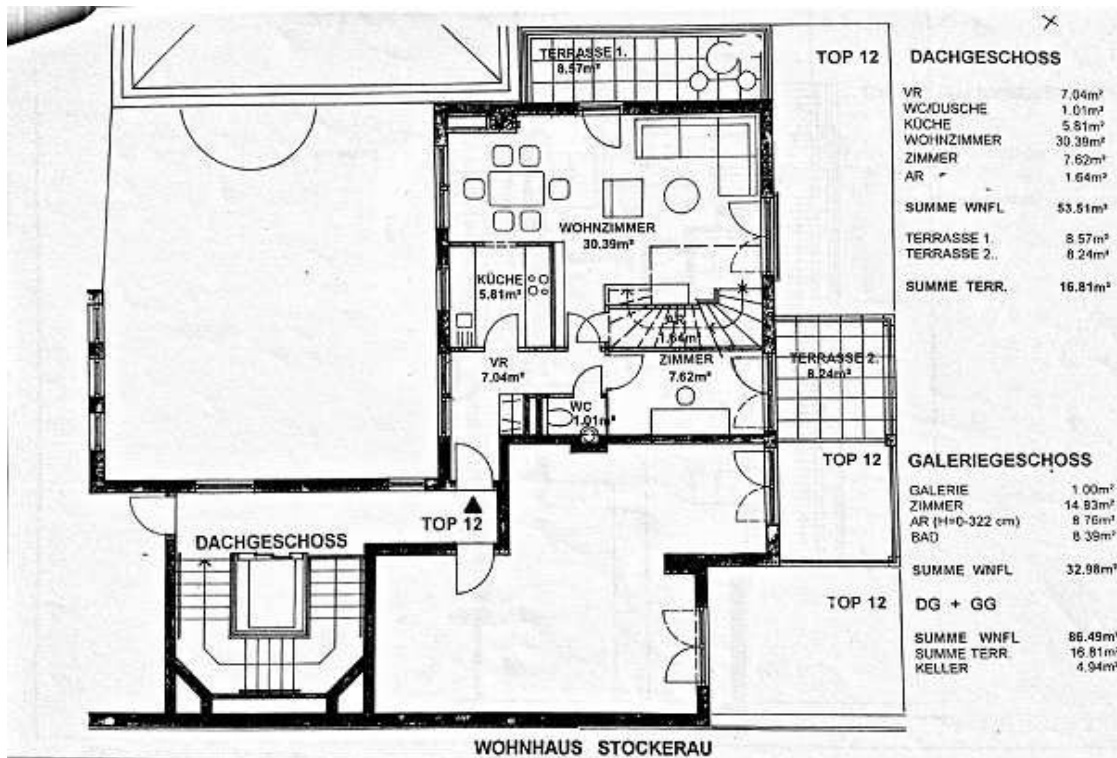 TERRASSE 1.
8.57m²
WOHNZIMMER
30.39m²
KÜCHE
5.81m²
AR
1.64m²
VR
7.04m²
ZIMMER
7.62m²
TERRASSE 2.
8.24m²
WC
1.01m²
TOP 12
DACHGESCHOSS
TOP 12 DACHGESCHOSS
VR 7.04m²
WC/DUSCHE 1.01m²
KÜCHE 5.81m²
WOHNZIMMER 30.39m²
ZIMMER 7.62m²
AR 1.64m²
SUMME WNFL 53.51m²
TERRASSE 1. 8.57m²
TERRASSE 2.. 8.24m²
SUMME TERR. 16.81m²
TOP 12 GALERIEGESCHOSS
GALERIE 1.00m²
ZIMMER 14.83m²
AR (H=0-322 cm) 8.76m²
BAD 8.39m²
SUMME WNFL 32.98m²
TOP 12 DG + GG
SUMME WNFL 86.49m²
SUMME TERR. 16.81m²
KELLER 4.94m²
WOHNHAUS STOCKERAU